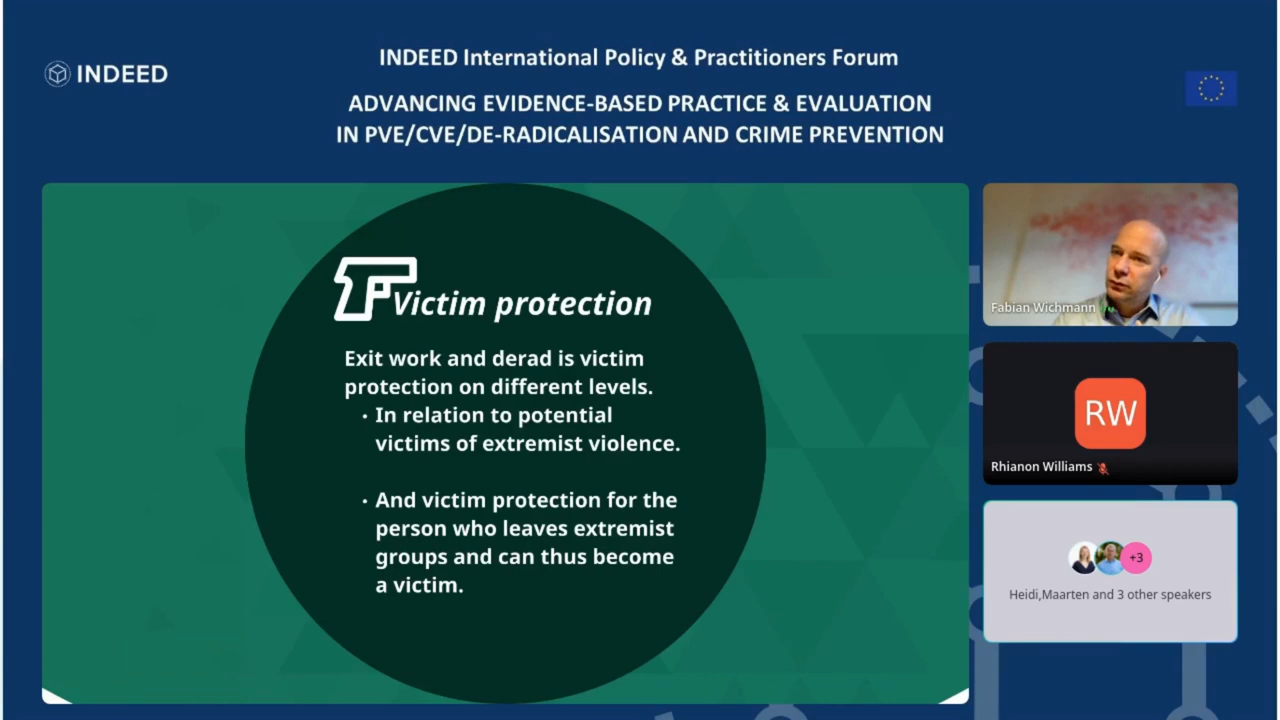 INDEED International Policy & Practitioners Forum
INDEED
ADVANCING EVIDENCE-BASED PRACTICE & EVALUATION
IN PVE/CVE/DE-RADICALISATION AND CRIME PREVENTION
Victim protection
Exit work and derad is victim
protection on different levels.
• In relation to potential
victims of extremist violence.
• And victim protection for the
person who leaves extremist
groups and can thus become
a victim.
Fabian Wichmann
RW
Rhianon Williams
+3
Heidi,Maarten and 3 other speakers